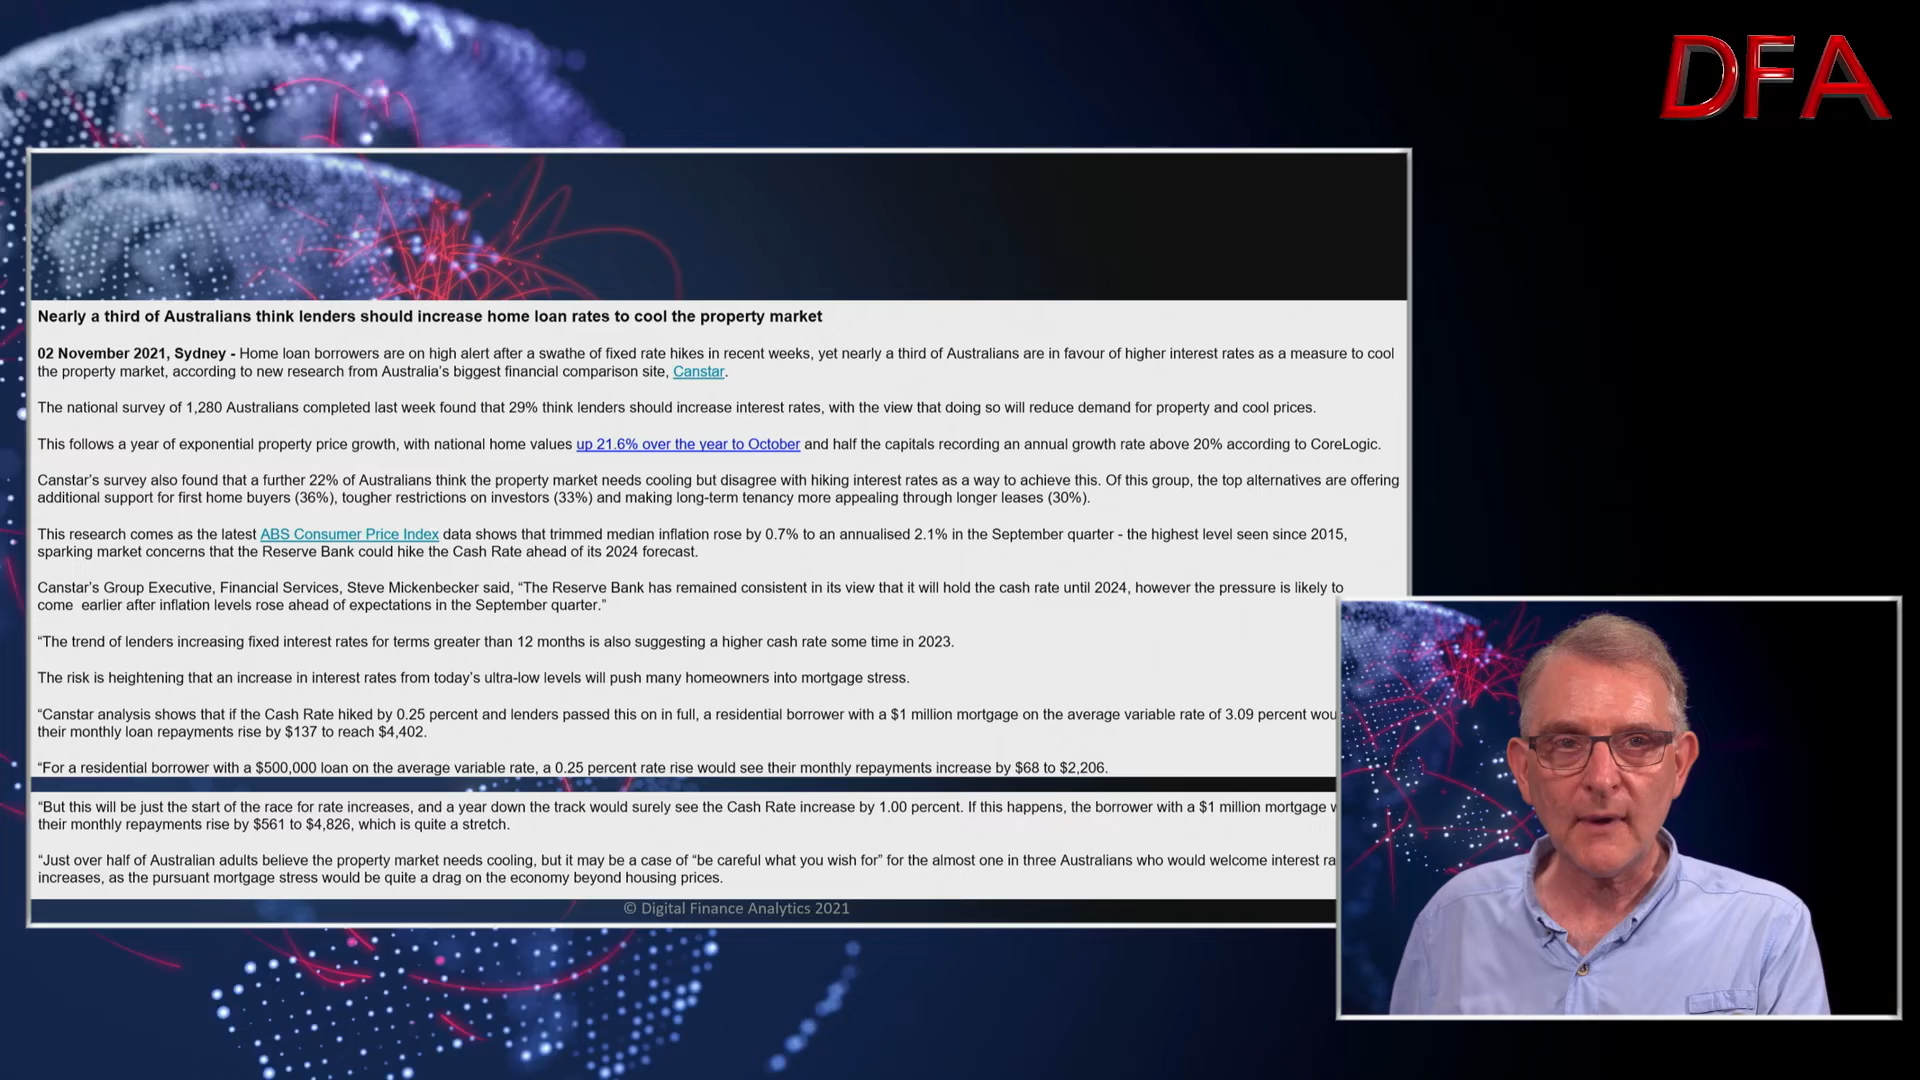 DFA
Nearly a third of Australians think lenders should increase home loan rates to cool the property market
02 November 2021, Sydney - Home loan borrowers are on high alert after a swathe of fixed rate hikes in recent weeks, yet nearly a third of Australians are in favour of higher interest rates as a measure to cool
the property market, according to new research from Australia's biggest financial comparison site, Canstar.
The national survey of 1,280 Australians completed last week found that 29% think lenders should increase interest rates, with the view that doing so will reduce demand for property and cool prices.
This follows a year of exponential property price growth, with national home values up 21.6% over the year to October and half the capitals recording an annual growth rate above 20% according to CoreLogic.
Canstar's survey also found that a further 22% of Australians think the property market needs cooling but disagree with hiking interest rates as a way to achieve this. Of this group, the top alternatives are offering
additional support for first home buyers (36%), tougher restrictions on investors (33%) and making long-term tenancy more appealing through longer leases (30%).
This research comes as the latest ABS Consumer Price Index data shows that trimmed median inflation rose by 0.7% to an annualised 2.1% in the September quarter - the highest level seen since 2015,
sparking market concerns that the Reserve Bank could hike the Cash Rate ahead of its 2024 forecast.
Canstar's Group Executive, Financial Services, Steve Mickenbecker said, “The Reserve Bank has remained consistent in its view that it will hold the cash rate until 2024, however the pressure is likely to
come earlier after inflation levels rose ahead of expectations in the September quarter.”
“The trend of lenders increasing fixed interest rates for terms greater than 12 months is also suggesting a higher cash rate some time in 2023.
The risk is heightening that an increase in interest rates from today's ultra-low levels will push many homeowners into mortgage stress.
“Canstar analysis shows that if the Cash Rate hiked by 0.25 percent and lenders passed this on in full, a residential borrower with a $1 million mortgage on the average variable rate of 3.09 percent
their monthly loan repayments rise by $137 to reach $4,402.
“For a residential borrower with a $500,000 loan on the average variable rate, a 0.25 percent rate rise would see their monthly repayments increase by $68 to $2,206.
“But this will be just the start of the race for rate increases, and a year down the track would surely see the Cash Rate increase by 1.00 percent. If this happens, the borrower with a $1 million mortgage
their monthly repayments rise by $561 to $4,826, which is quite a stretch.
“Just over half of Australian adults believe the property market needs cooling, but it may be a case of “be careful what you wish for” for the almost one in three Australians who would welcome interest
increases, as the pursuant mortgage stress would be quite a drag on the economy beyond housing prices.
© Digital Finance Analytics 2021